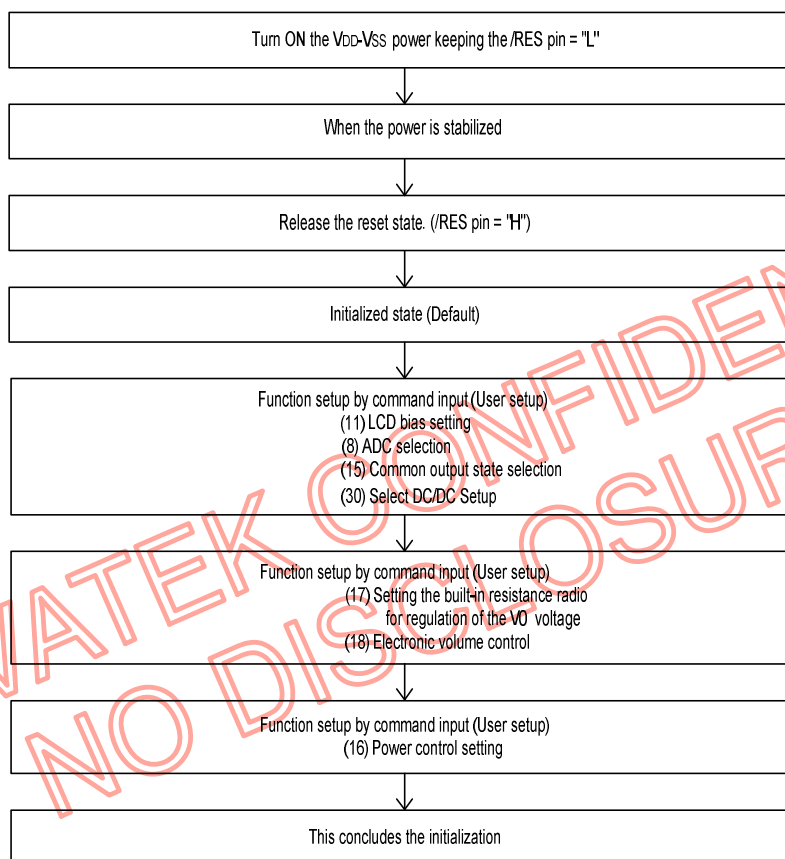 Turn ON the VDD-VSS power keeping the /RES pin = "L"
When the power is stabilized
Release the reset state. (/RES pin = "H")
Initialized state (Default)
Function setup by command input (User setup)
(11) LCD bias setting
(8) ADC selection
(15) Common output state selection
(30) Select DC/DC Setup
Function setup by command input (User setup)
(17) Setting the built-in resistance radio
for regulation of the V0 voltage
(18) Electronic volume control
Function setup by command input (User setup)
(16) Power control setting
This concludes the initialization
VATEK CONFIDEN
NO DISCLOSUR